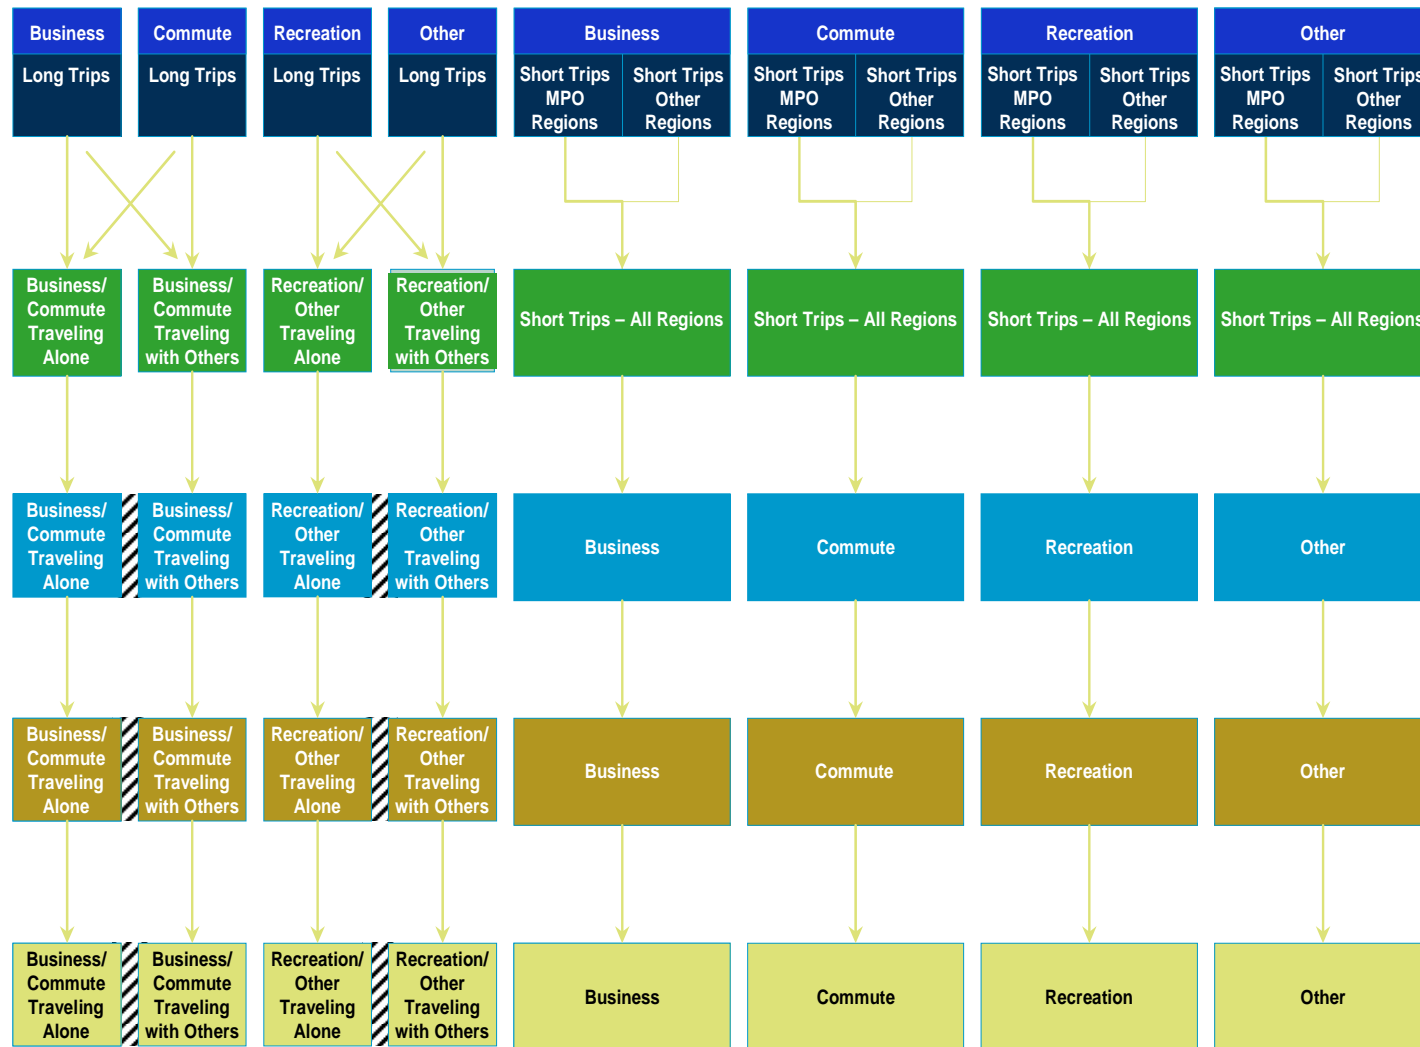 Business
Commute
Recreation
Other
Business
Commute
Recreation
Other
Long Trips
Long Trips
Long Trips
Long Trips
Short Trips
MPO
Regions
Short Trips
Other
Regions
Short Trips
MPO
Regions
Short Trips
Other
Regions
Short Trips
MPO
Regions
Short Trips
Other
Regions
Short Trips
MPO
Regions
Short Trips
Other
Regions
Business/
Commute
Traveling
Alone
Business/
Commute
Traveling
with Others
Recreation/
Other
Traveling
Alone
Recreation/
Other
Traveling
with Others
Short Trips – All Regions
Short Trips – All Regions
Short Trips – All Regions
Short Trips – All Regions
Business/
Commute
Traveling
Alone
Business/
Commute
Traveling
with Others
Recreation/
Other
Traveling
Alone
Recreation/
Other
Traveling
with Others
Business
Commute
Recreation
Other
Business/
Commute
Traveling
Alone
Business/
Commute
Traveling
with Others
Recreation/
Other
Traveling
Alone
Recreation/
Other
Traveling
with Others
Business
Commute
Recreation
Other
Business/
Commute
Traveling
Alone
Business/
Commute
Traveling
with Others
Recreation/
Other
Traveling
Alone
Recreation/
Other
Traveling
with Others
Business
Commute
Recreation
Other